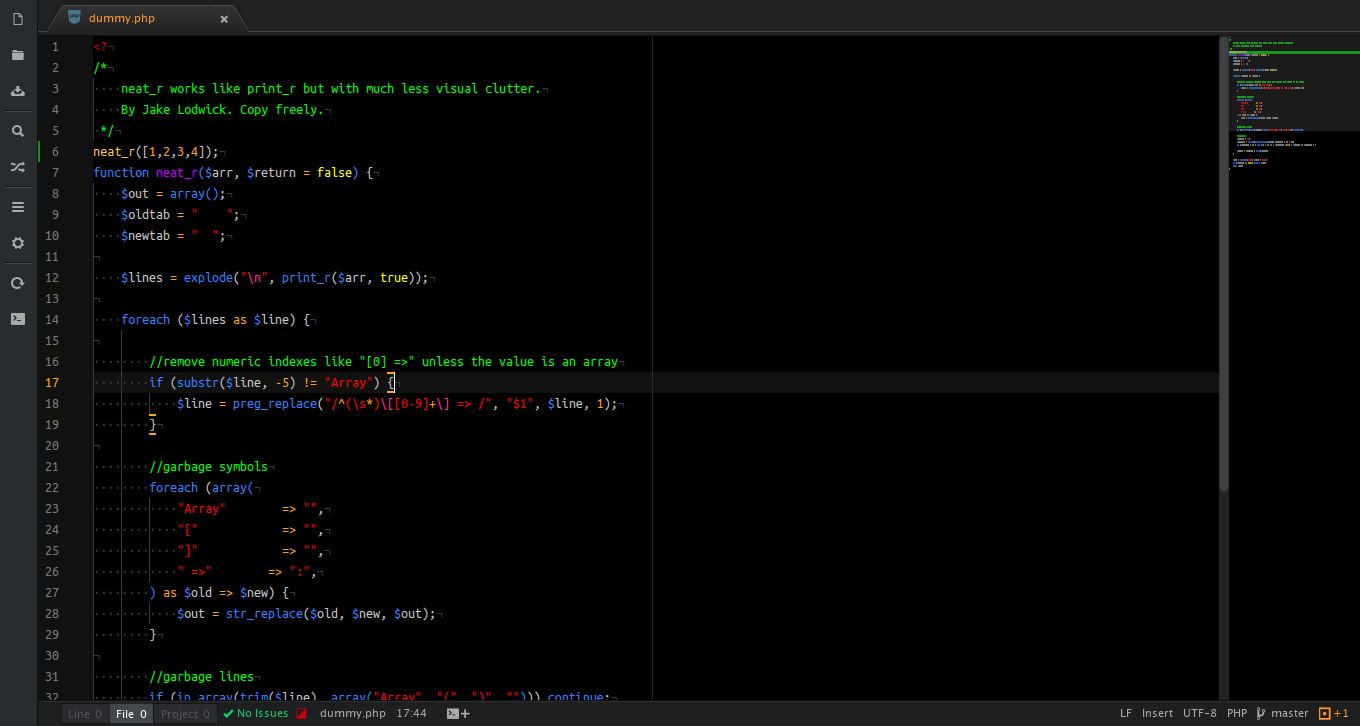 dummy.php
1 <?
2 /*
3     neat_r works like print_r but with much less visual clutter.
4     By Jake Lodwick. Copy freely.
5  */
6 neat_r([1,2,3,4]);
7 function neat_r($arr, $return = false) {
8     $out = array();
9     $oldtab = "    ";
10     $newtab = "  ";
11
12     $lines = explode("\n", print_r($arr, true));
13
14     foreach ($lines as $line) {
15
16         //remove numeric indexes like "[0] =>" unless the value is an array
17         if (substr($line, -5) != "Array") {
18             $line = preg_replace("/^(\s*)\[[0-9]+\] => /", "$1", $line, 1);
19         }
20
21         //garbage symbols
22         foreach (array(
23             "Array"        => "",
24             "["            => "",
25             "]"            => "",
26             " =>"        => ":",
27         ) as $old => $new) {
28             $out = str_replace($old, $new, $out);
29         }
30
31         //garbage lines
32         if (in_array(trim($line), array("Array", "(", ")", ""))) continue;
Line 0 File 0 Project 0 No Issues dummy.php 17:44 LF Insert UTF-8 PHP master +1